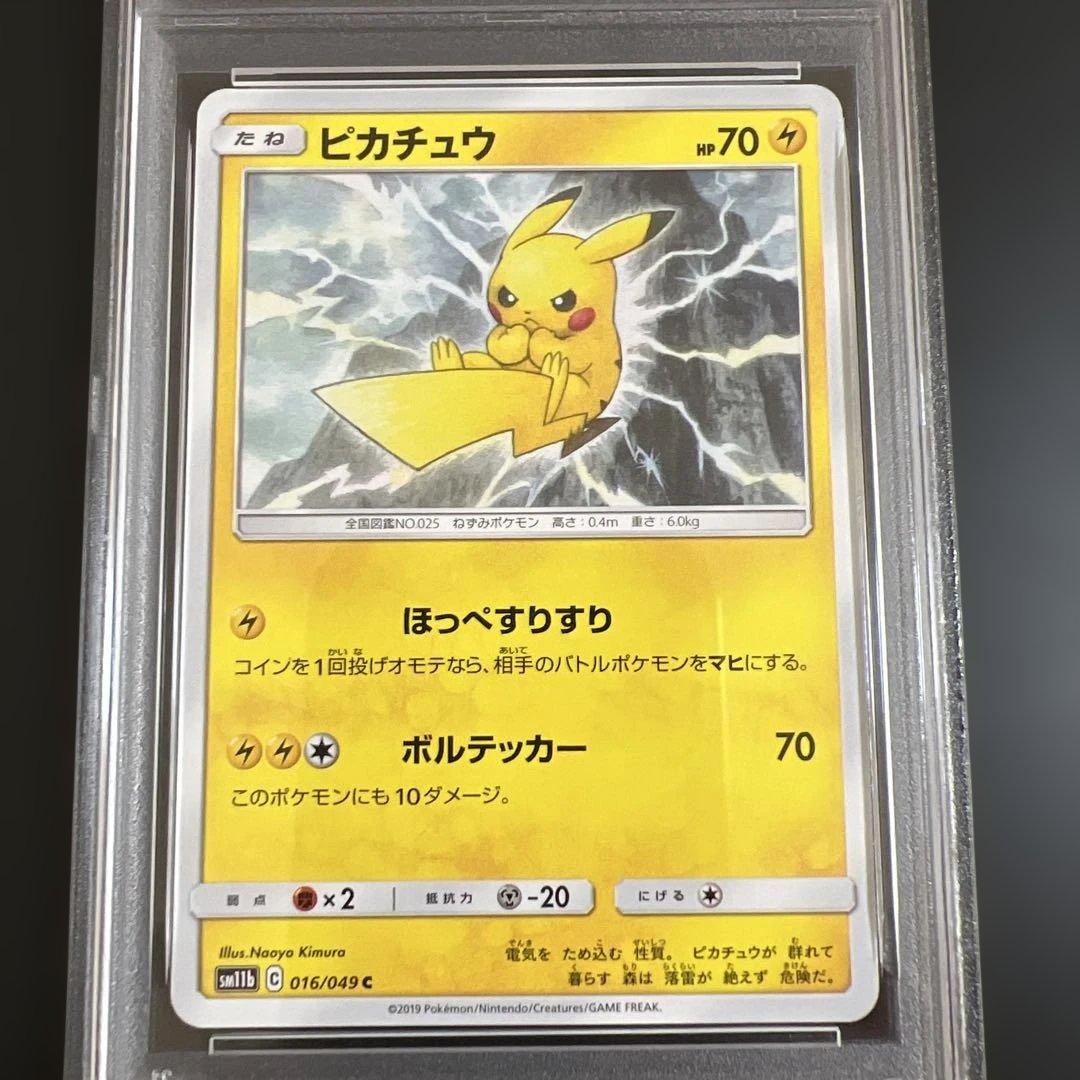 たね ピカチュウ HP70
全国図鑑NO.025 ねずみポケモン 高さ:0.4m 重さ:6.0kg
ほっぺすりすり
コインを1回投げオモテなら、相手のバトルポケモンをマヒにする。
ボルテッカー 70
このポケモンにも10ダメージ。
弱点 ×2 抵抗力 -20 にげる
Illus.Naoyo Kimura
電気を ため込む 性質。 ピカチュウが 群れて
暮らす 森は 落雷が 絶えず 危険だ。
sm11b C 016/049 C
©2019 Pokémon/Nintendo/Creatures/GAME FREAK.